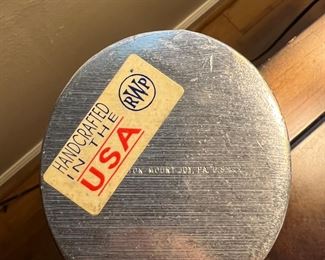 HANDCRAFTED
IN THE
USA
RWP
MOUNT JOY, PA.